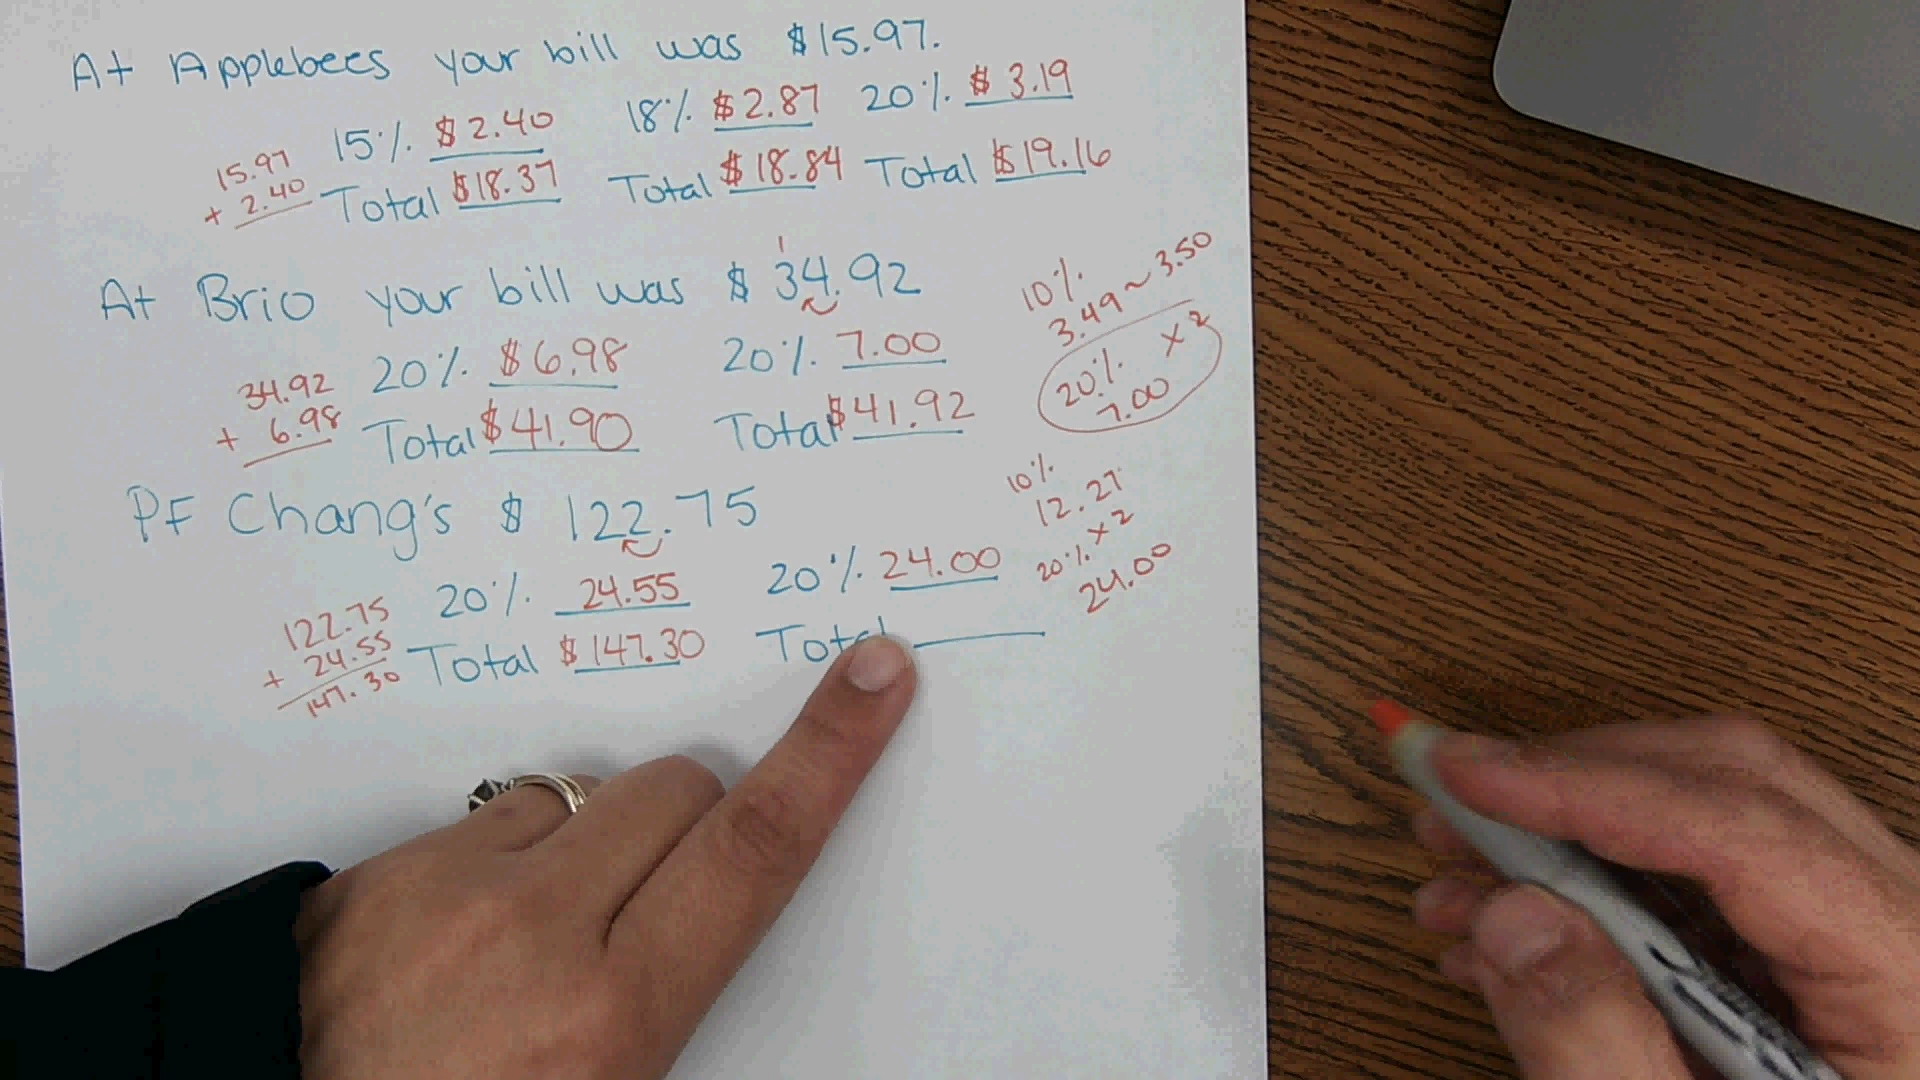 At Applebees your bill was $15.97.
15% $2.40 18% $2.87 20% $3.19
15.97
+ 2.40
Total $18.37 Total $18.84 Total $19.16
1
At Brio your bill was $34.92
10%
3.49 ~ 3.50
20% x 2
7.00
20% $6.98 20% 7.00
34.92
+ 6.98
Total $41.90 Total $41.92
PF Chang's $122.75
10%
12.27
x 2
20%
24.00
20% 24.55 20% 24.00
122.75
+ 24.55
147.30
Total $147.30 Total